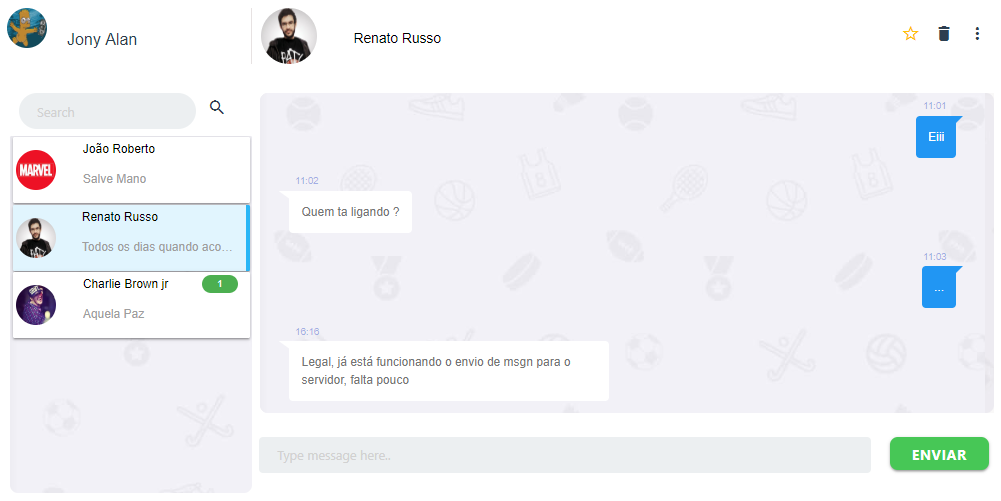 Jony Alan
Renato Russo
Search
MARVEL
João Roberto
Salve Mano
Renato Russo
Todos os dias quando aco...
Charlie Brown jr
1
Aquela Paz
11:01
Eiii
11:02
Quem ta ligando ?
11:03
...
16:16
Legal, já está funcionando o envio de msgn para o
servidor, falta pouco
Type message here..
ENVIAR